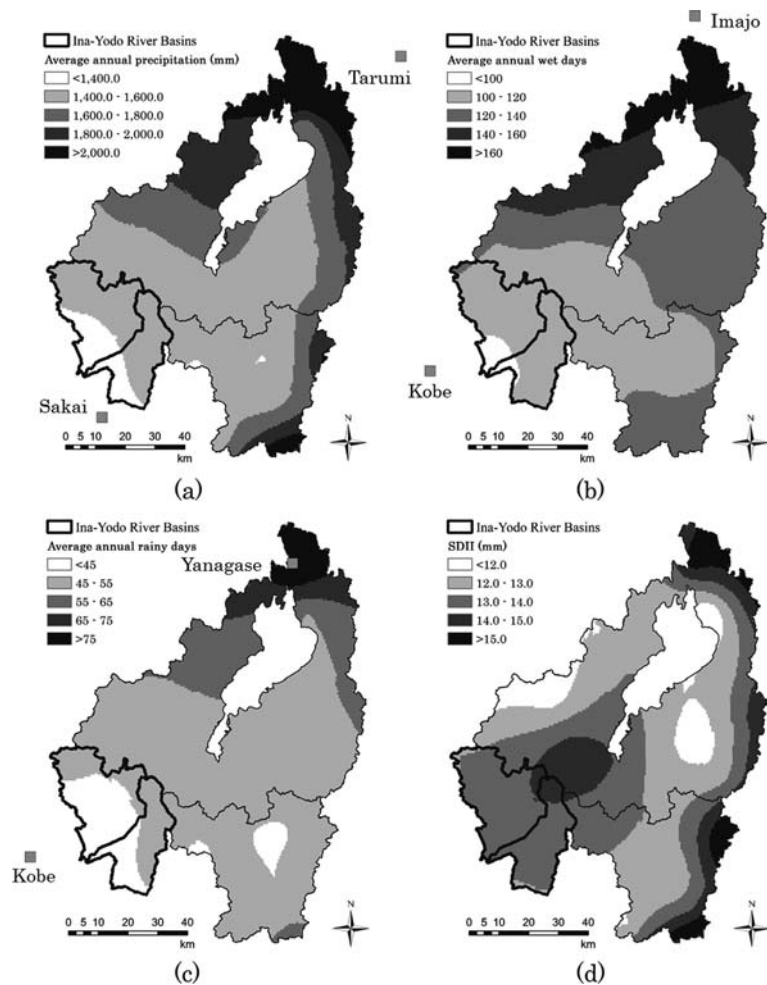 Ina-Yodo River Basins
Average annual precipitation (mm)
<1,400.0
1,400.0 - 1,600.0
1,600.0 - 1,800.0
1,800.0 - 2,000.0
>2,000.0
Tarumi
Sakai
0 5 10 20 30 40
km
N
(a)
Imajo
Ina-Yodo River Basins
Average annual wet days
<100
100 - 120
120 - 140
140 - 160
>160
Kobe
0 5 10 20 30 40
km
N
(b)
Ina-Yodo River Basins
Average annual rainy days
<45
45 - 55
55 - 65
65 - 75
>75
Yanagase
Kobe
0 5 10 20 30 40
km
N
(c)
Ina-Yodo River Basins
SDII (mm)
<12.0
12.0 - 13.0
13.0 - 14.0
14.0 - 15.0
>15.0
0 5 10 20 30 40
km
N
(d)